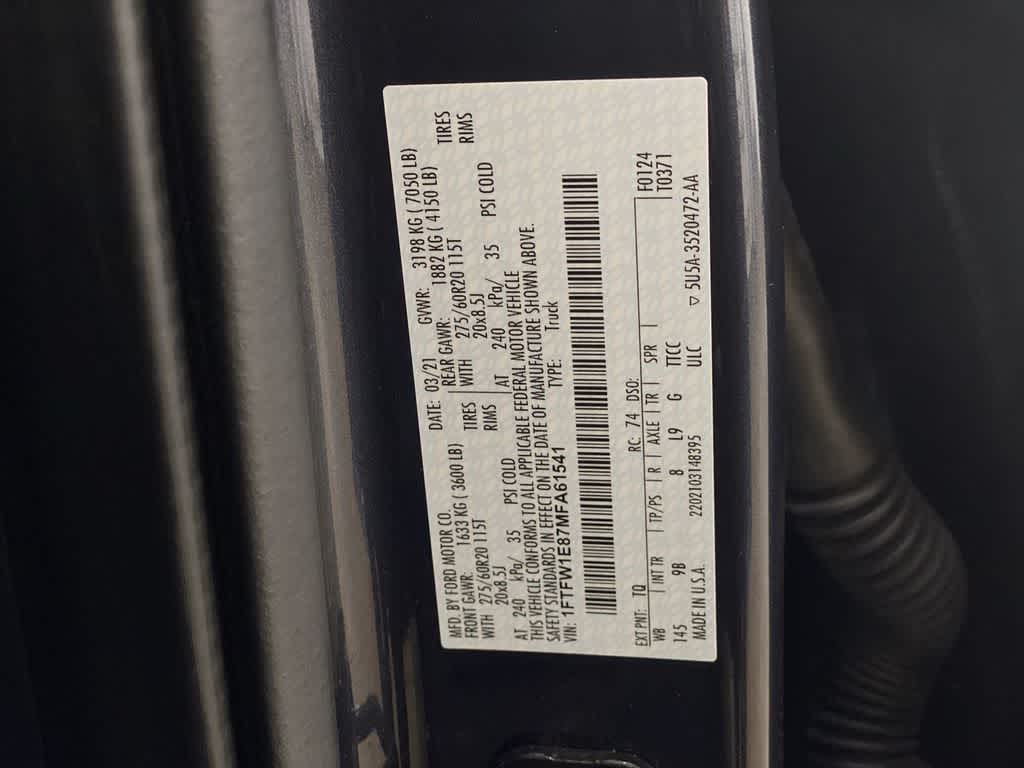 MFD. BY FORD MOTOR CO.
DATE: 03/21 GVWR: 3198 KG ( 7050 LB)
FRONT GAWR: 1633 KG ( 3600 LB) REAR GAWR: 1882 KG ( 4150 LB)
WITH 275/60R20 115T TIRES WITH 275/60R20 115T TIRES
20x8.5J RIMS 20x8.5J RIMS
AT 240 kPa/ 35 PSI COLD AT 240 kPa/ 35 PSI COLD
THIS VEHICLE CONFORMS TO ALL APPLICABLE FEDERAL MOTOR VEHICLE
SAFETY STANDARDS IN EFFECT ON THE DATE OF MANUFACTURE SHOWN ABOVE.
VIN: 1FTFW1E87MFA61541 TYPE: Truck
EXT PNT: TQ RC: 74 DSO: F0124
WB INT TR TP/PS R AXLE TR SPR T0371
145 9B 8 L9 G TTCC
MADE IN U.S.A. 2202103148395 ULC ▽ 5U5A-3520472-AA